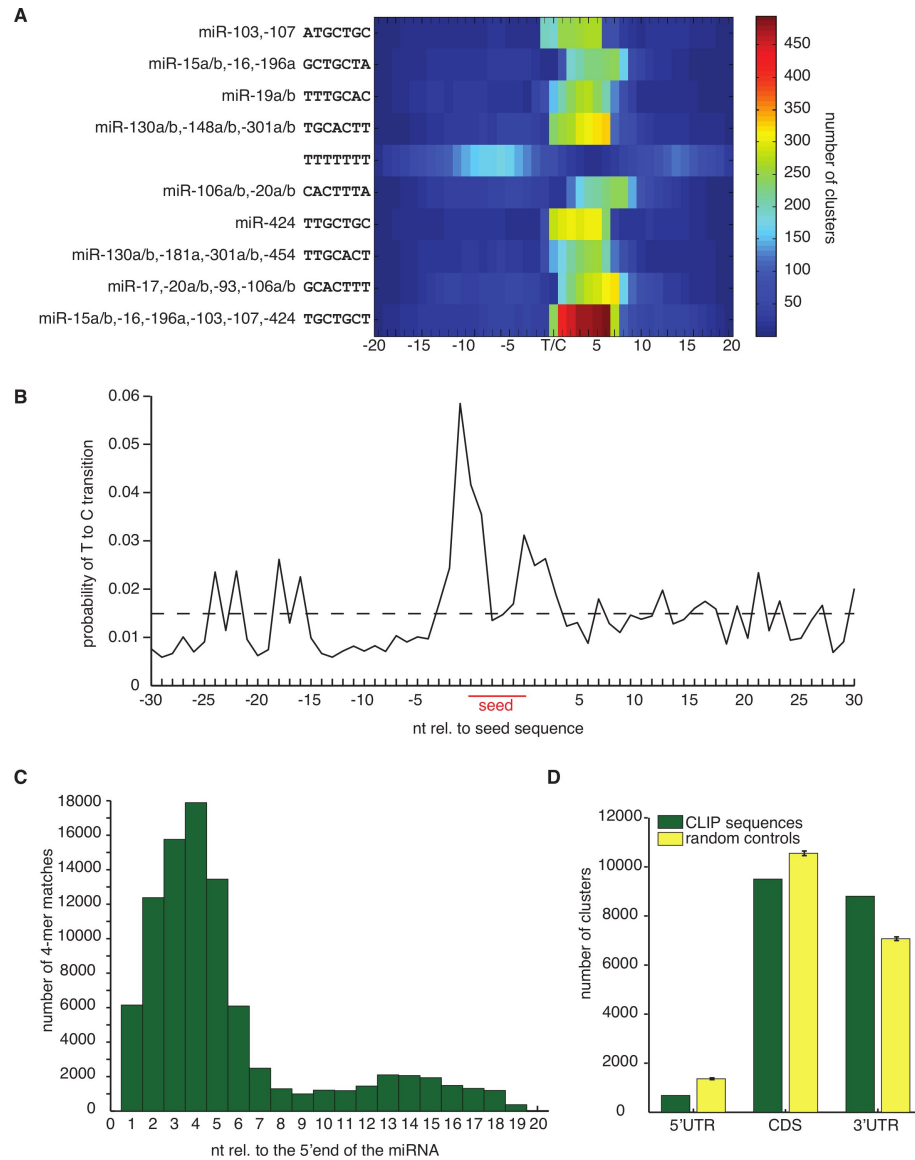 A
miR-103,-107 ATGCTGC
miR-15a/b,-16,-196a GCTGCTA
miR-19a/b TTTGCAC
miR-130a/b,-148a/b,-301a/b TGCACTT
TTTTTTT
miR-106a/b,-20a/b CACTTTA
miR-424 TTGCTGC
miR-130a/b,-181a,-301a/b,-454 TTGCACT
miR-17,-20a/b,-93,-106a/b GCACTTT
miR-15a/b,-16,-196a,-103,-107,-424 TGCTGCT
-20 -15 -10 -5 T/C 5 10 15 20
450
400
350
300
250
200
150
100
50
number of clusters
B
0.06
0.05
0.04
0.03
0.02
0.01
0
probability of T to C transition
-30 -25 -20 -15 -10 -5 5 10 15 20 25 30
seed
nt rel. to seed sequence
C
18000
16000
14000
12000
10000
8000
6000
4000
2000
0
number of 4-mer matches
0 1 2 3 4 5 6 7 8 9 10 11 12 13 14 15 16 17 18 19 20
nt rel. to the 5'end of the miRNA
D
12000
10000
8000
6000
4000
2000
0
number of clusters
CLIP sequences
random controls
5'UTR CDS 3'UTR